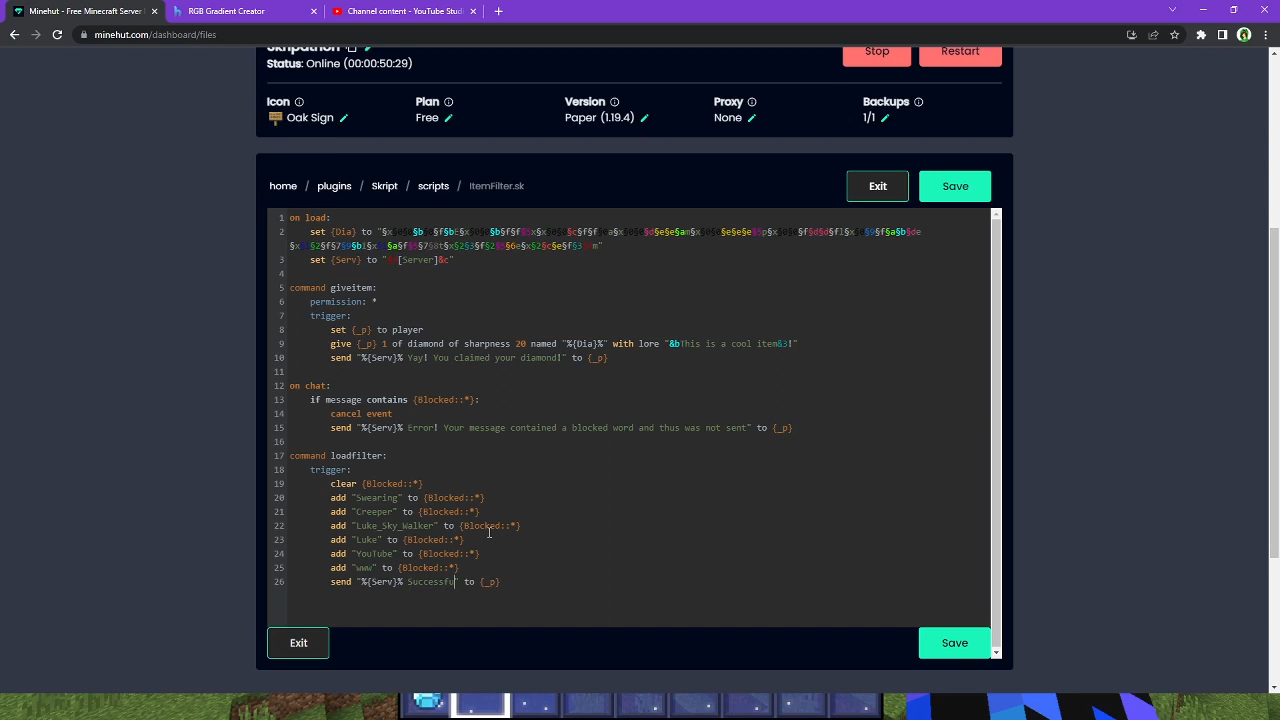 Minehut - Free Minecraft Server
RGB Gradient Creator
Channel content - YouTube Stud
minehut.com/dashboard/files
Skripathon
Status: Online (00:00:50:29)
Stop
Restart
Icon
Plan
Version
Proxy
Backups
Oak Sign
Free
Paper (1.19.4)
None
1/1
home / plugins / Skript / scripts / ItemFilter.sk
Exit
Save
1 on load:
2 set {Dia} to
3 set {Serv} to "[Server]&c"
4
5 command giveitem:
6 permission: *
7 trigger:
8 set {_p} to player
9 give {_p} 1 of diamond of sharpness 20 named "%{Dia}%" with lore "&bThis is a cool item&3!"
10 send "%{Serv}% Yay! You claimed your diamond!" to {_p}
11
12 on chat:
13 if message contains {Blocked::*}:
14 cancel event
15 send "%{Serv}% Error! Your message contained a blocked word and thus was not sent" to {_p}
16
17 command loadfilter:
18 trigger:
19 clear {Blocked::*}
20 add "Swearing" to {Blocked::*}
21 add "Creeper" to {Blocked::*}
22 add "Luke_Sky_Walker" to {Blocked::*}
23 add "Luke" to {Blocked::*}
24 add "YouTube" to {Blocked::*}
25 add "www" to {Blocked::*}
26 send "%{Serv}% Successfu" to {_p}
Exit
Save